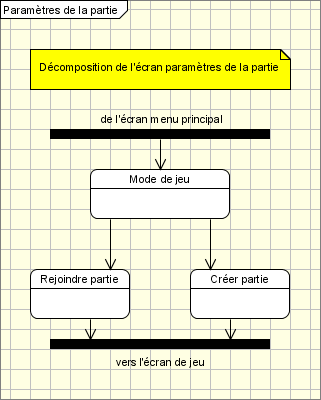 Paramètres de la partie
Décomposition de l'écran paramètres de la partie
de l'écran menu principal
Mode de jeu
Rejoindre partie
Créer partie
vers l'écran de jeu